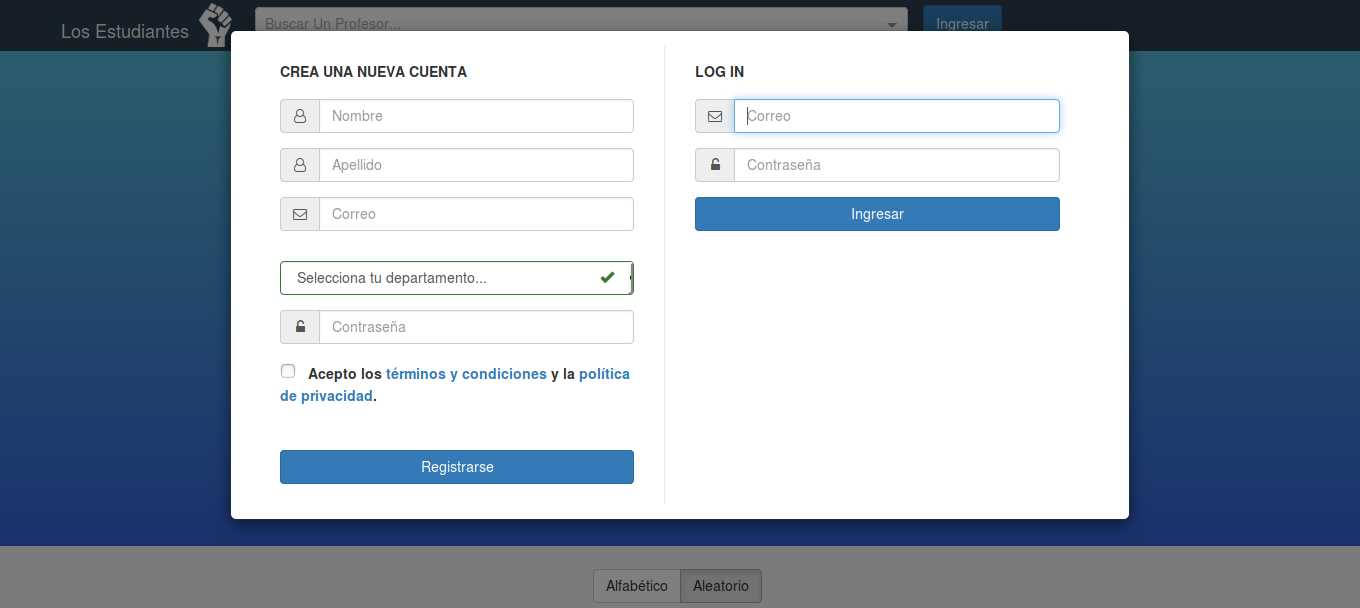 Los Estudiantes
Buscar Un Profesor...
Ingresar
CREA UNA NUEVA CUENTA
Nombre
Apellido
Correo
Selecciona tu departamento...
Contraseña
Acepto los términos y condiciones y la política
de privacidad.
Registrarse
LOG IN
Correo
Contraseña
Ingresar
Alfabético
Aleatorio